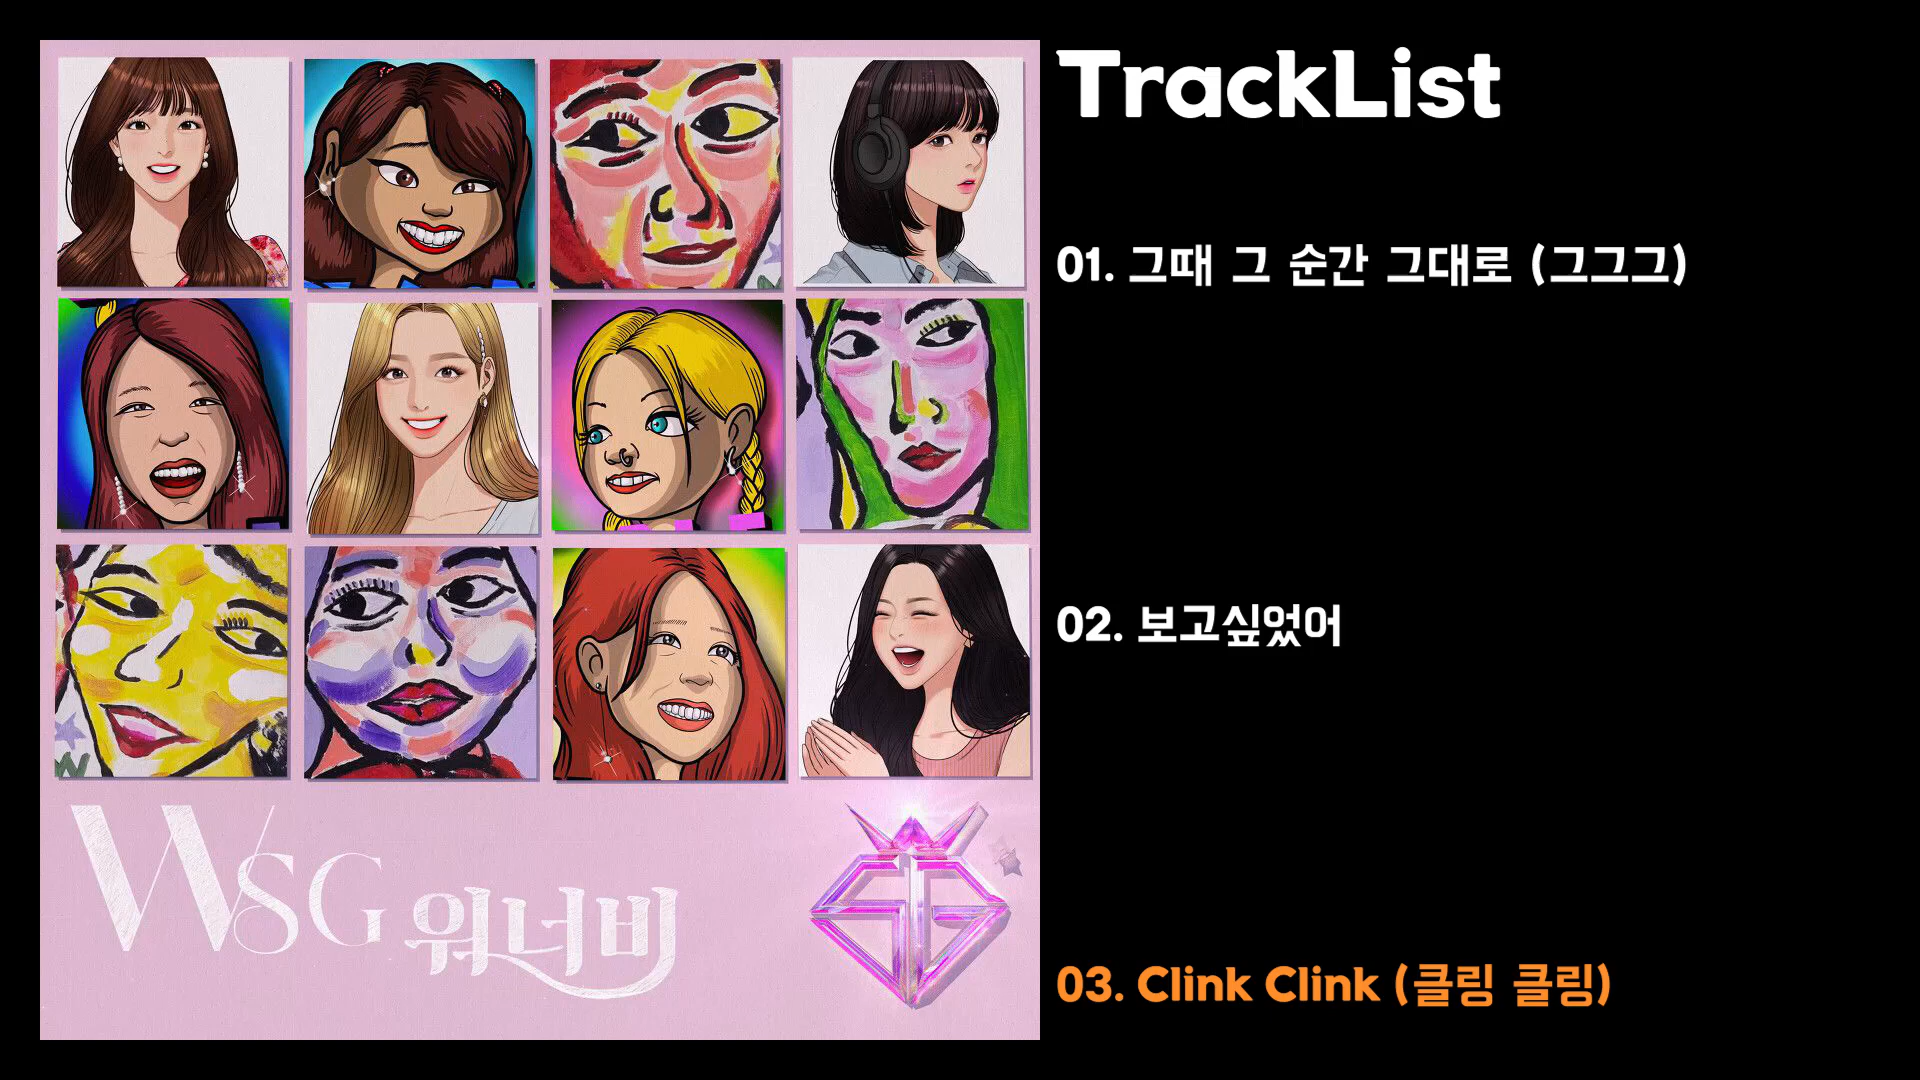 TrackList
01. 그때 그 순간 그대로 (그그그)
02. 보고싶었어
03. Clink Clink (클링 클링)
WSG 워너비